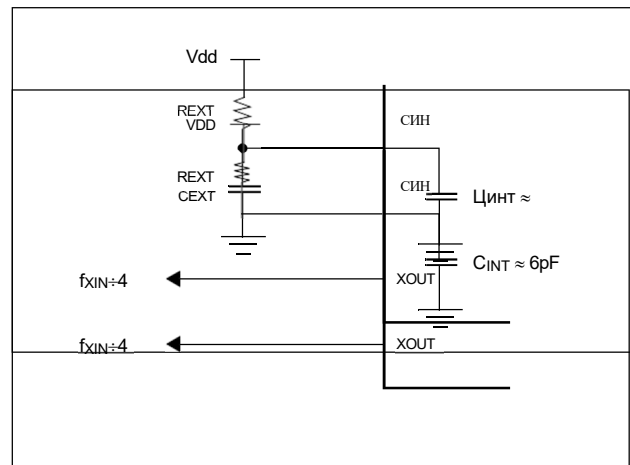 Vdd
REXT
VDD
СИН
REXT
CEXT
СИН
Цинт ≈
CINT ≈ 6pF
fXIN÷4
XOUT
fXIN÷4
XOUT